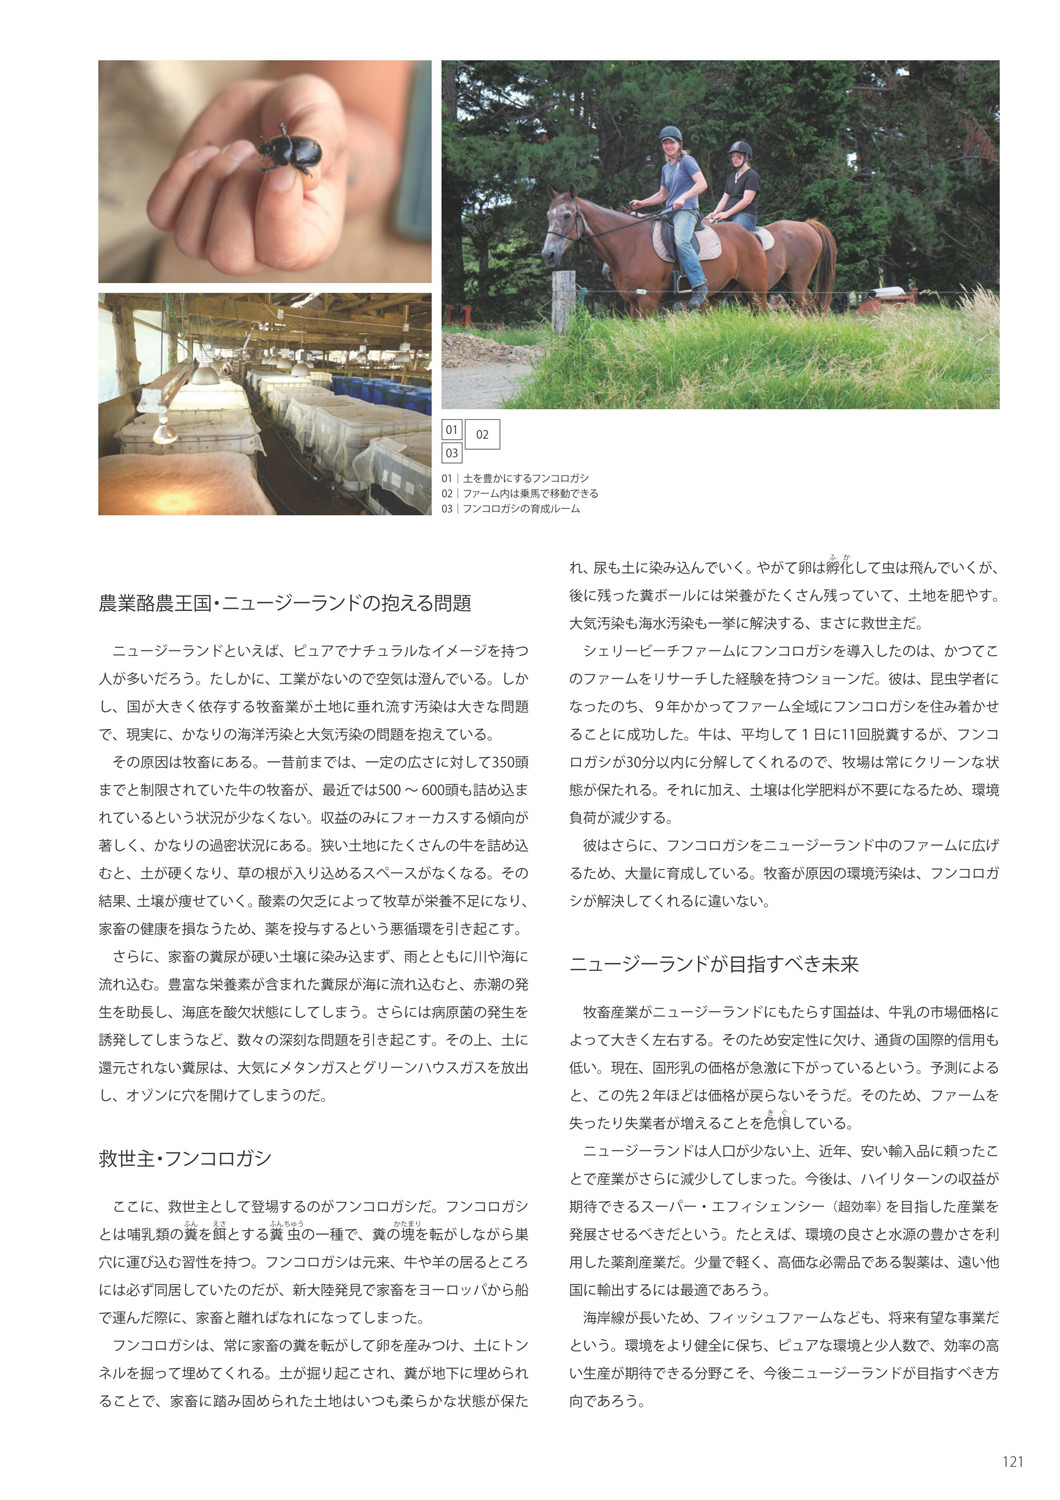 01
02
03
01｜土を豊かにするフンコロガシ
02｜ファーム内は乗馬で移動できる
03｜フンコロガシの育成ルーム
農業酪農王国・ニュージーランドの抱える問題
ニュージーランドといえば、ピュアでナチュラルなイメージを持つ
人が多いだろう。たしかに、工業がないので空気は澄んでいる。しか
し、国が大きく依存する牧畜業が土地に垂れ流す汚染は大きな問題
で、現実に、かなりの海洋汚染と大気汚染の問題を抱えている。
その原因は牧畜にある。一昔前までは、一定の広さに対して350頭
までと制限されていた牛の牧畜が、最近では500 〜 600頭も詰め込ま
れているという状況が少なくない。収益のみにフォーカスする傾向が
著しく、かなりの過密状況にある。狭い土地にたくさんの牛を詰め込
むと、土が硬くなり、草の根が入り込めるスペースがなくなる。その
結果、土壌が痩せていく。酸素の欠乏によって牧草が栄養不足になり、
家畜の健康を損なうため、薬を投与するという悪循環を引き起こす。
さらに、家畜の糞尿が硬い土壌に染み込まず、雨とともに川や海に
流れ込む。豊富な栄養素が含まれた糞尿が海に流れ込むと、赤潮の発
生を助長し、海底を酸欠状態にしてしまう。さらには病原菌の発生を
誘発してしまうなど、数々の深刻な問題を引き起こす。その上、土に
還元されない糞尿は、大気にメタンガスとグリーンハウスガスを放出
し、オゾンに穴を開けてしまうのだ。
救世主・フンコロガシ
ここに、救世主として登場するのがフンコロガシだ。フンコロガシ
ふん えさ ふんちゅう かたまり
とは哺乳類の糞を餌とする糞虫の一種で、糞の塊を転がしながら巣
穴に運び込む習性を持つ。フンコロガシは元来、牛や羊の居るところ
には必ず同居していたのだが、新大陸発見で家畜をヨーロッパから船
で運んだ際に、家畜と離ればなれになってしまった。
フンコロガシは、常に家畜の糞を転がして卵を産みつけ、土にトン
ネルを掘って埋めてくれる。土が掘り起こされ、糞が地下に埋められ
ることで、家畜に踏み固められた土地はいつも柔らかな状態が保た
ふか
れ、尿も土に染み込んでいく。やがて卵は孵化して虫は飛んでいくが、
後に残った糞ボールには栄養がたくさん残っていて、土地を肥やす。
大気汚染も海水汚染も一挙に解決する、まさに救世主だ。
シェリービーチファームにフンコロガシを導入したのは、かつてこ
のファームをリサーチした経験を持つショーンだ。彼は、昆虫学者に
なったのち、9年かかってファーム全域にフンコロガシを住み着かせ
ることに成功した。牛は、平均して1日に11回脱糞するが、フンコ
ロガシが30分以内に分解してくれるので、牧場は常にクリーンな状
態が保たれる。それに加え、土壌は化学肥料が不要になるため、環境
負荷が減少する。
彼はさらに、フンコロガシをニュージーランド中のファームに広げ
るため、大量に育成している。牧畜が原因の環境汚染は、フンコロガ
シが解決してくれるに違いない。
ニュージーランドが目指すべき未来
牧畜産業がニュージーランドにもたらす国益は、牛乳の市場価格に
よって大きく左右する。そのため安定性に欠け、通貨の国際的信用も
低い。現在、固形乳の価格が急激に下がっているという。予測による
と、この先2年ほどは価格が戻らないそうだ。そのため、ファームを
きぐ
失ったり失業者が増えることを危惧している。
ニュージーランドは人口が少ない上、近年、安い輸入品に頼ったこ
とで産業がさらに減少してしまった。今後は、ハイリターンの収益が
期待できるスーパー・エフィシェンシー（超効率）を目指した産業を
発展させるべきだという。たとえば、環境の良さと水源の豊かさを利
用した薬剤産業だ。少量で軽く、高価な必需品である製薬は、遠い他
国に輸出するには最適であろう。
海岸線が長いため、フィッシュファームなども、将来有望な事業だ
という。環境をより健全に保ち、ピュアな環境と少人数で、効率の高
い生産が期待できる分野こそ、今後ニュージーランドが目指すべき方
向であろう。
121